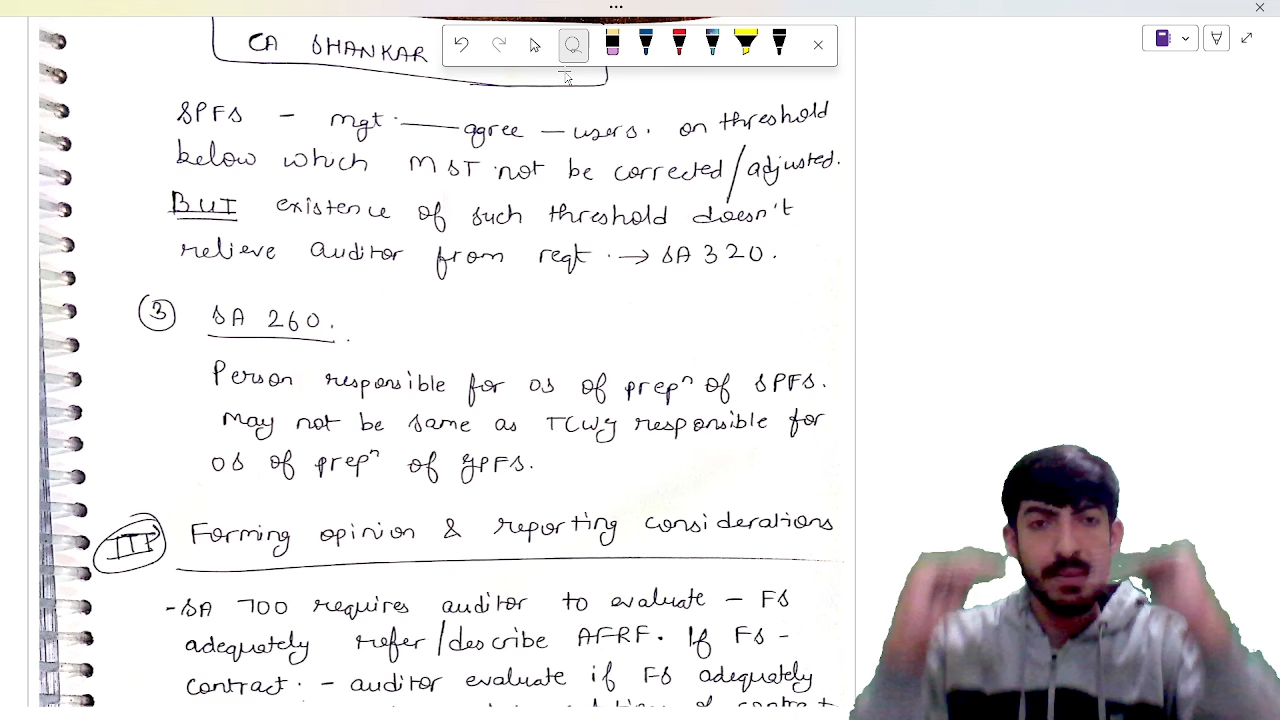 CA SHANKAR
SPFS - mgt. — agree — users. on threshold
below which MST not be corrected/adjusted.
BUT existence of such threshold doesn't
relieve auditor from reqt. → SA 320.
③ SA 260.
Person responsible for OS of prepⁿ of SPFS.
may not be same as TCWG responsible for
OS of prepⁿ of GPFS.
III Forming opinion & reporting considerations
-SA 700 requires auditor to evaluate - FS
adequately refer/describe AFRF. If FS -
contract. - auditor evaluate if FS adequately
of contract